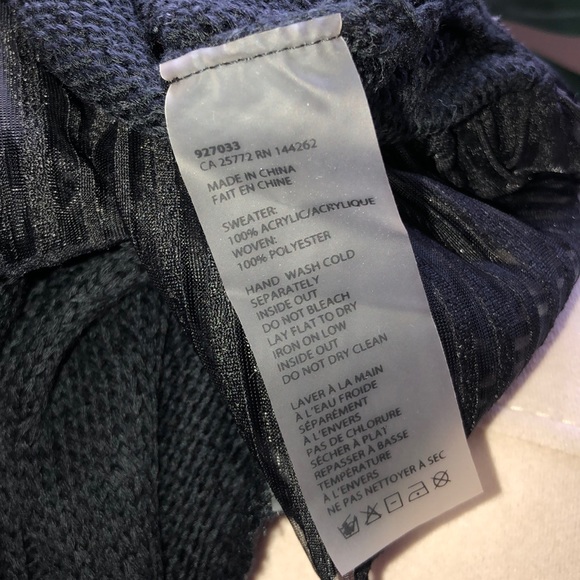 927033
CA 25772 RN 144262
MADE IN CHINA
FAIT EN CHINE
SWEATER:
100% ACRYLIC/ACRYLIQUE
WOVEN:
100% POLYESTER
HAND WASH COLD
SEPARATELY
INSIDE OUT
DO NOT BLEACH
LAY FLAT TO DRY
IRON ON LOW
INSIDE OUT
DO NOT DRY CLEAN
LAVER À LA MAIN
À L'EAU FROIDE
SÉPARÉMENT
À L'ENVERS
PAS DE CHLORURE
SÉCHER À PLAT
REPASSER À BASSE
TEMPÉRATURE
À L'ENVERS
NE PAS NETTOYER À SEC